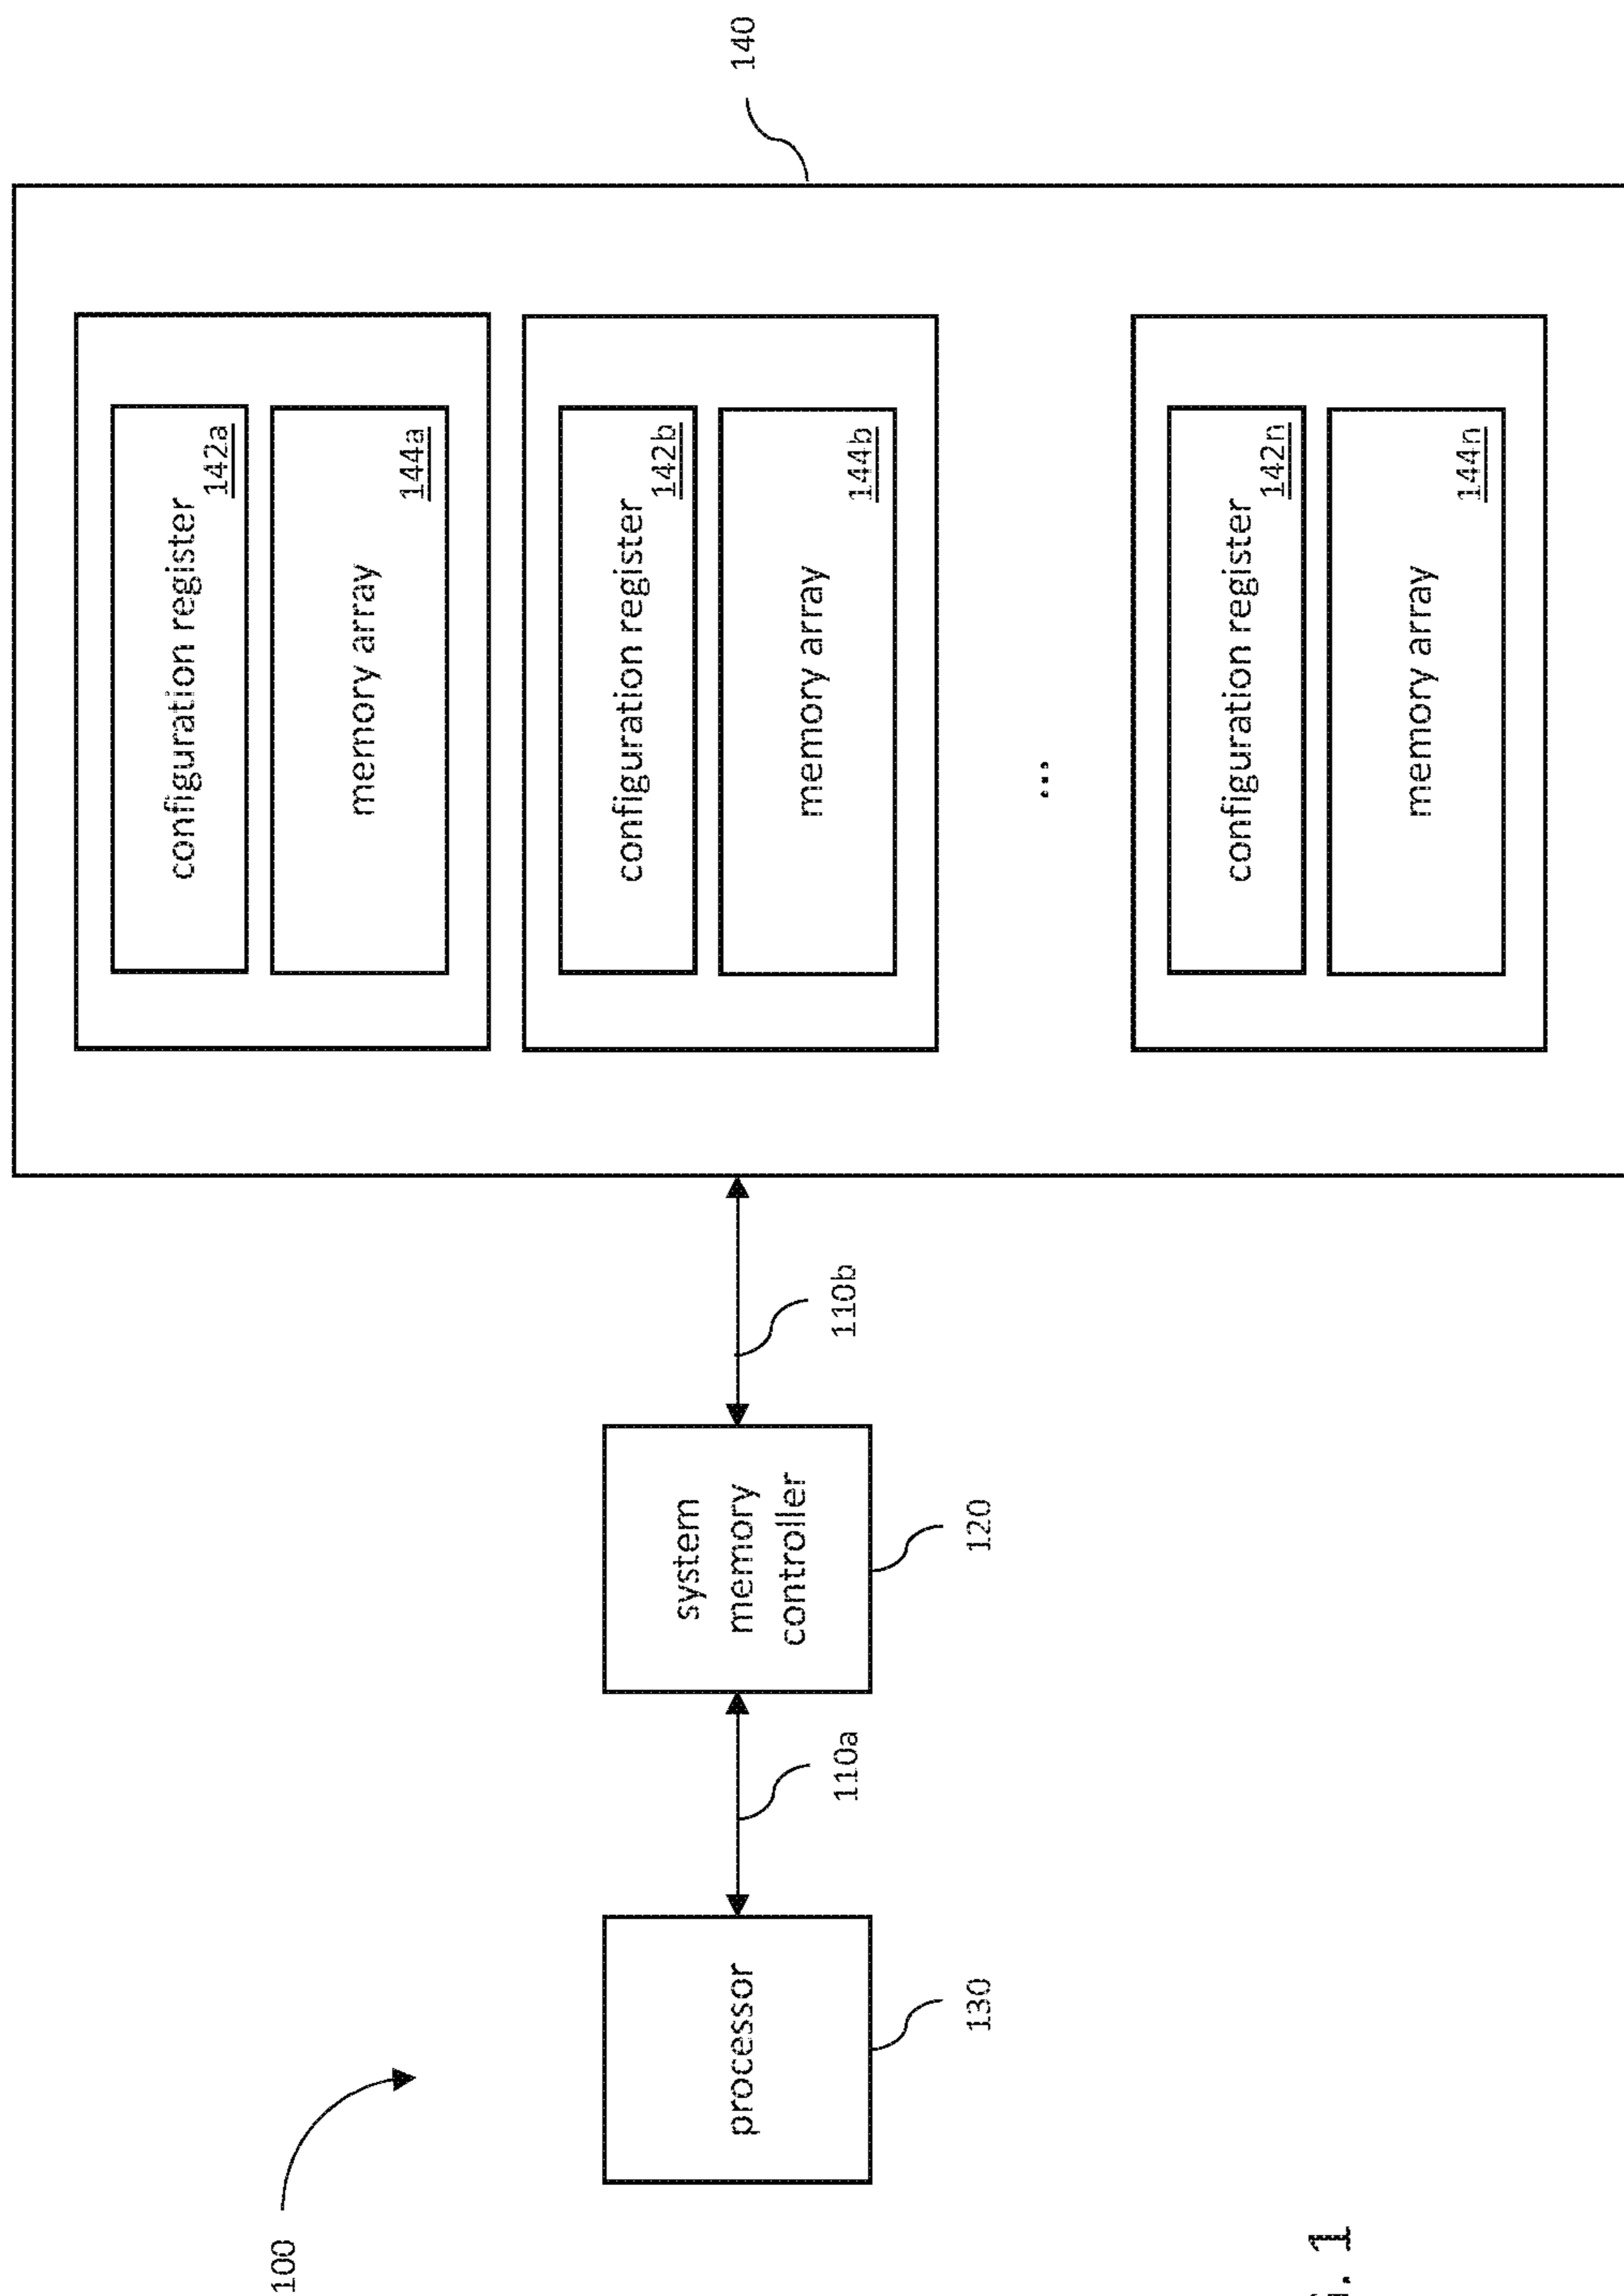 100
processor
130
110a
system
memory
controller
120
110b
140
configuration register
142a
memory array
144a
configuration register
142b
memory array
144b
...
configuration register
142n
memory array
144n
. 1